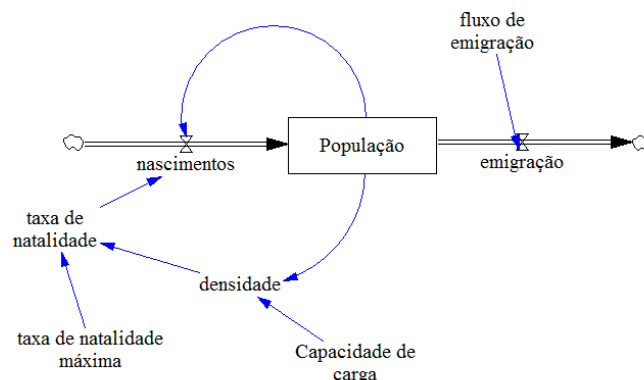 fluxo de
emigração
População
nascimentos
emigração
taxa de
natalidade
densidade
taxa de natalidade
máxima
Capacidade de
carga